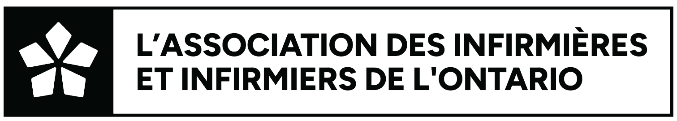 L’ASSOCIATION DES INFIRMIÈRES
ET INFIRMIERS DE L'ONTARIO